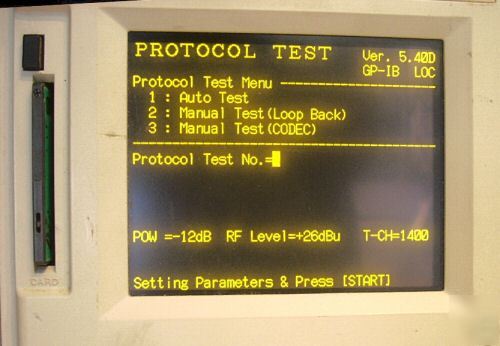 PROTOCOL TEST Ver. 5.40D
GP-IB LOC
Protocol Test Menu
1 : Auto Test
2 : Manual Test(Loop Back)
3 : Manual Test(CODEC)
Protocol Test No.=
POW =-12dB RF Level=+26dBu T-CH=1400
Setting Parameters & Press [START]
CARD